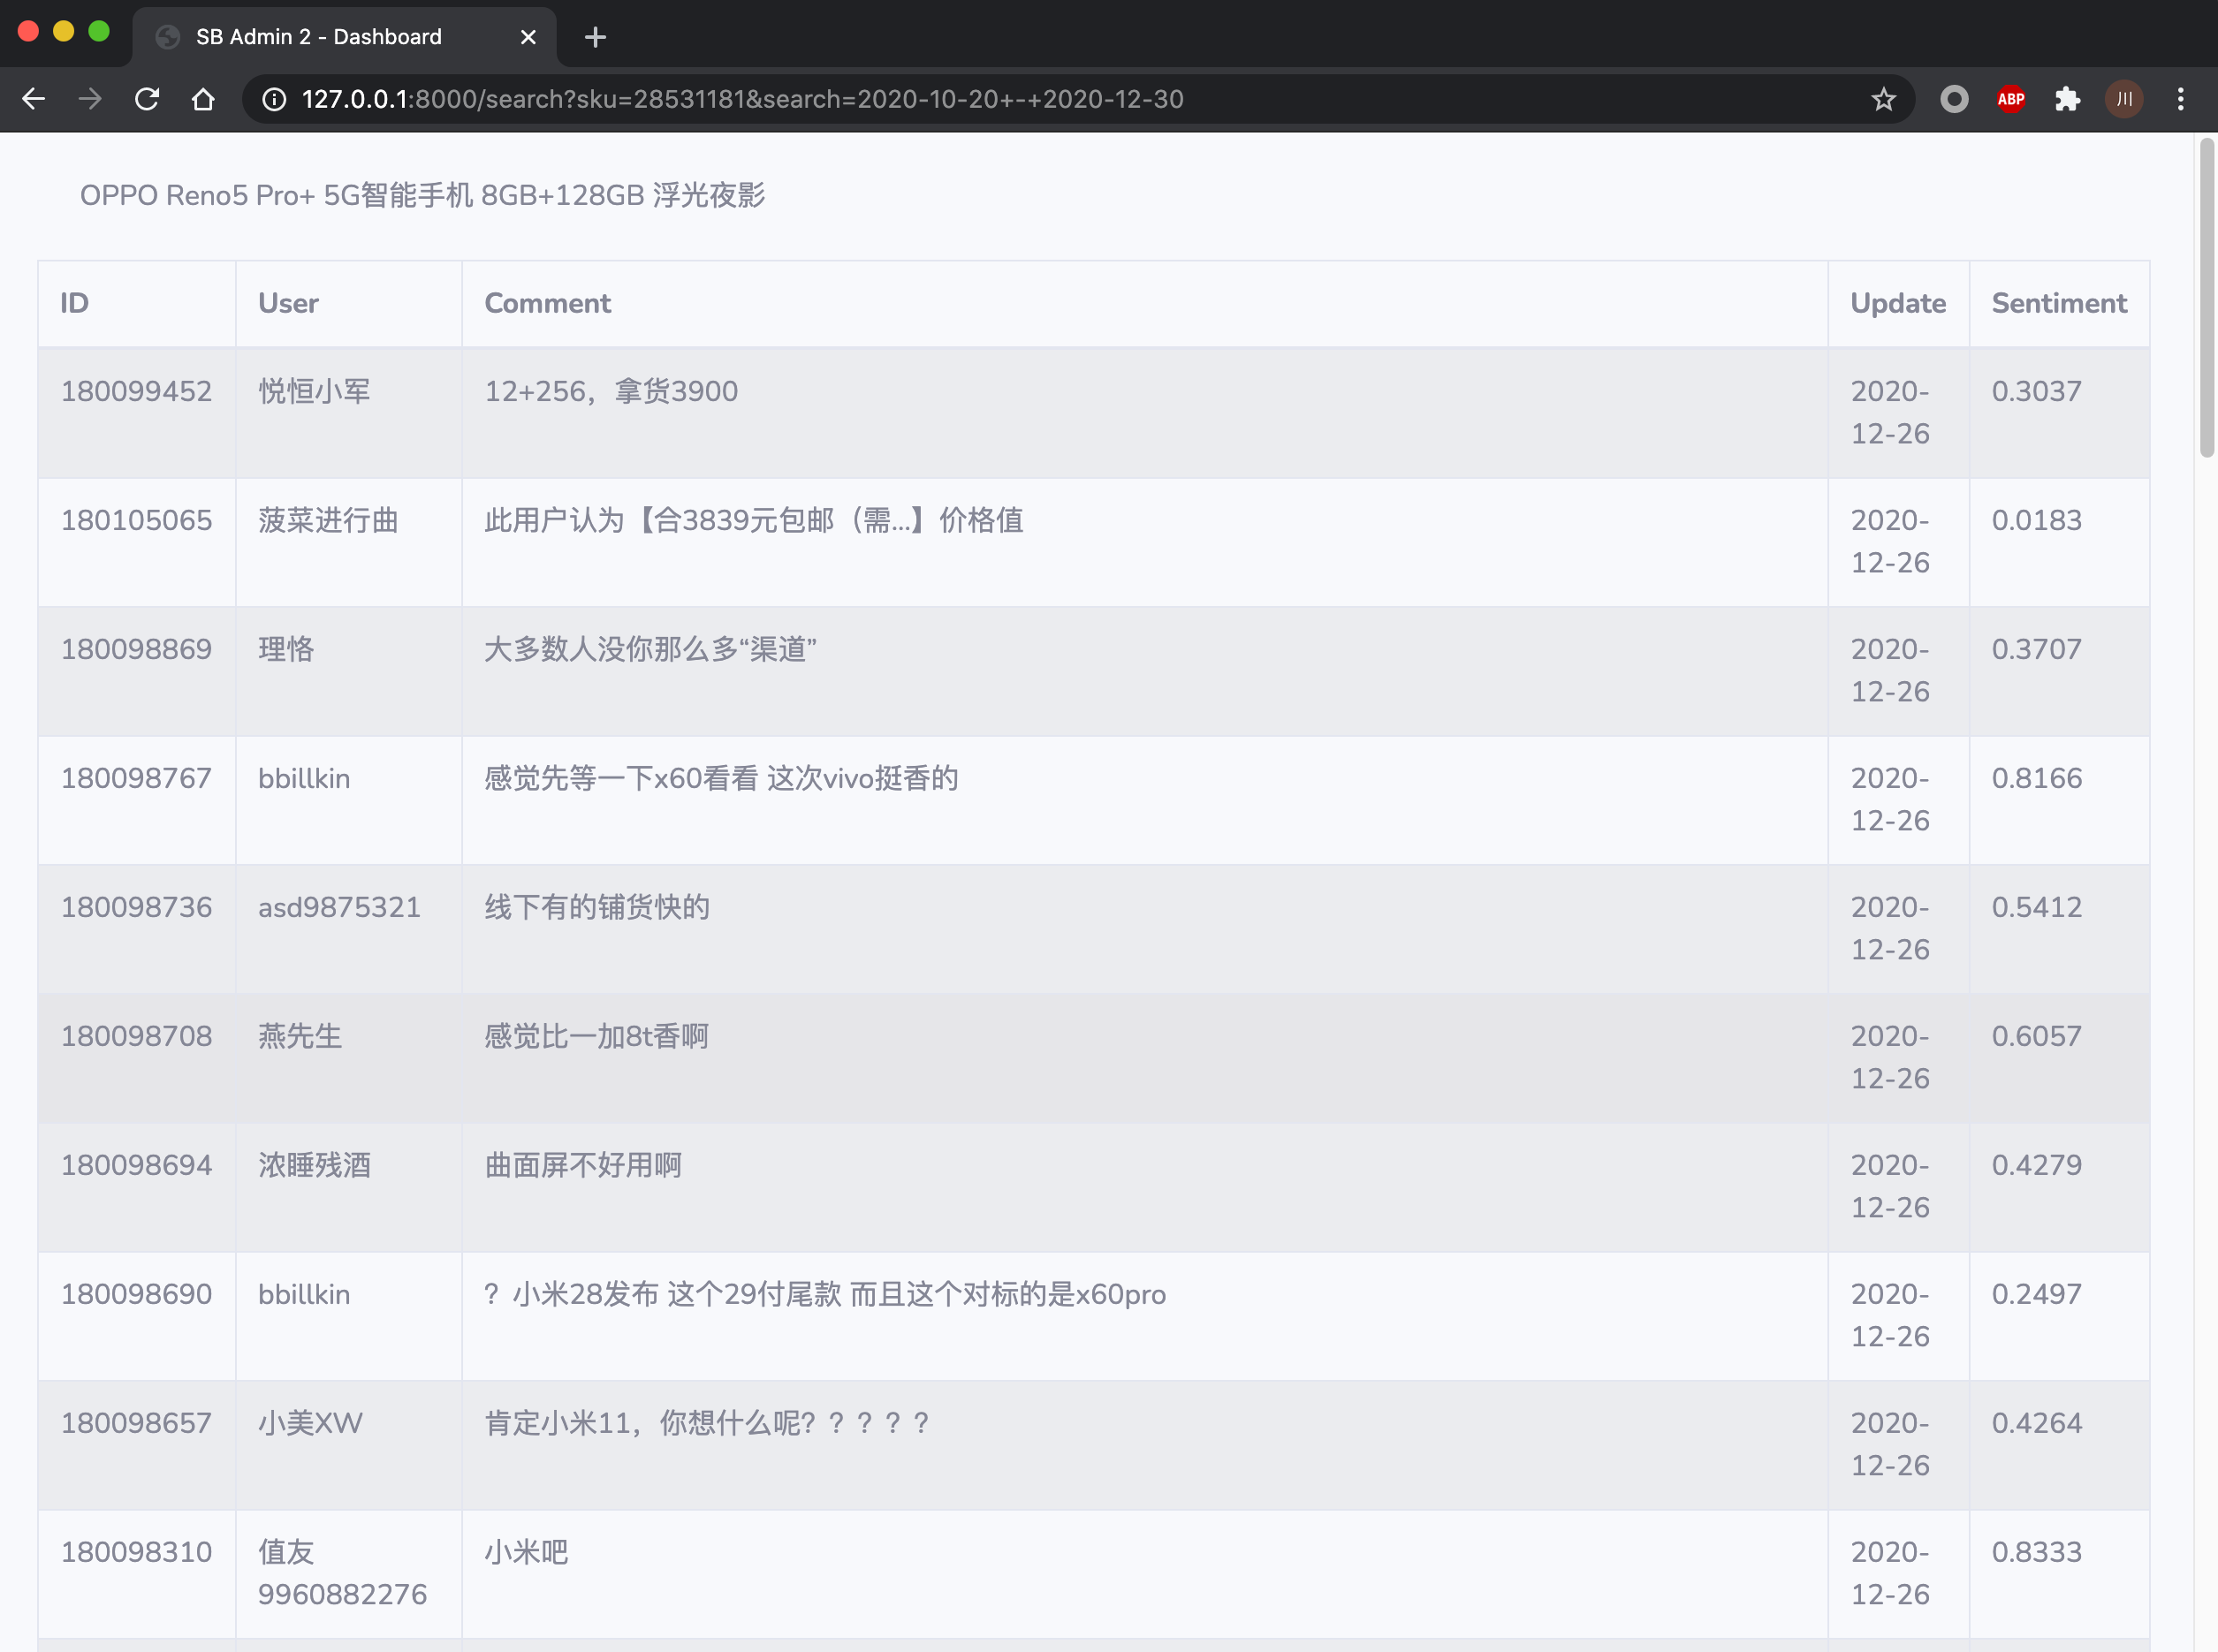 SB Admin 2 - Dashboard
127.0.0.1:8000/search?sku=28531181&search=2020-10-20+-+2020-12-30
ABP
川
OPPO Reno5 Pro+ 5G智能手机 8GB+128GB 浮光夜影
ID User Comment Update Sentiment
180099452 悦恒小军 12+256，拿货3900 2020- 0.3037
12-26
180105065 菠菜进行曲 此用户认为【合3839元包邮（需...】价格值 2020- 0.0183
12-26
180098869 理恪 大多数人没你那么多“渠道” 2020- 0.3707
12-26
180098767 bbillkin 感觉先等一下x60看看 这次vivo挺香的 2020- 0.8166
12-26
180098736 asd9875321 线下有的铺货快的 2020- 0.5412
12-26
180098708 燕先生 感觉比一加8t香啊 2020- 0.6057
12-26
180098694 浓睡残酒 曲面屏不好用啊 2020- 0.4279
12-26
180098690 bbillkin ？小米28发布 这个29付尾款 而且这个对标的是x60pro 2020- 0.2497
12-26
180098657 小美XW 肯定小米11，你想什么呢？？？？？ 2020- 0.4264
12-26
180098310 值友 小米吧 2020- 0.8333
9960882276 12-26